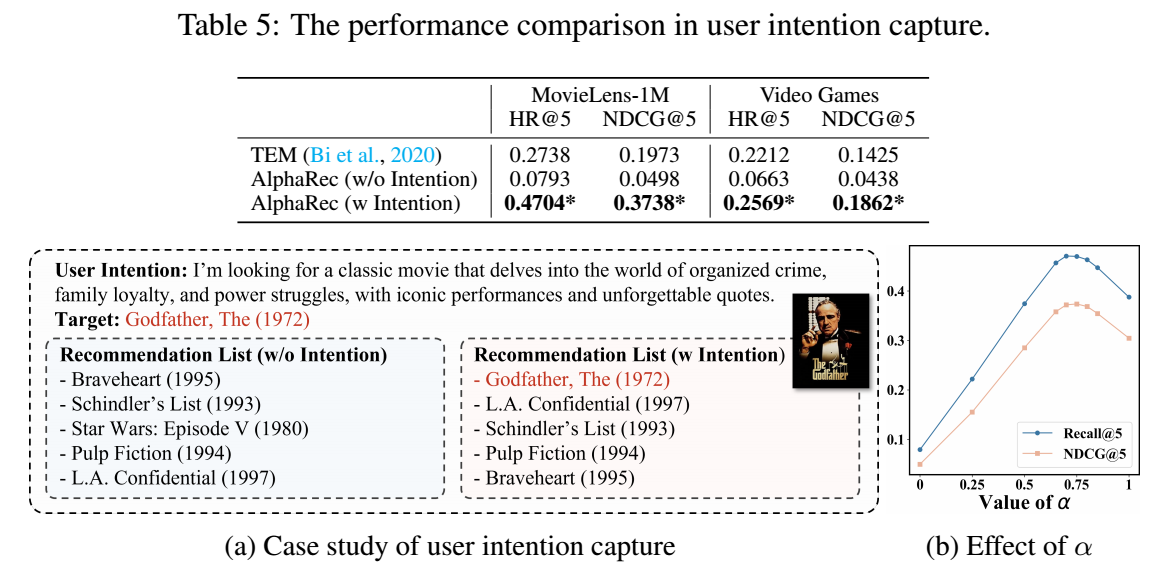 Table 5: The performance comparison in user intention capture.
MovieLens-1M Video Games
HR@5 NDCG@5 HR@5 NDCG@5
TEM (Bi et al., 2020) 0.2738 0.1973 0.2212 0.1425
AlphaRec (w/o Intention) 0.0793 0.0498 0.0663 0.0438
AlphaRec (w Intention) 0.4704* 0.3738* 0.2569* 0.1862*
User Intention: I'm looking for a classic movie that delves into the world of organized crime,
family loyalty, and power struggles, with iconic performances and unforgettable quotes.
Target: Godfather, The (1972)
Recommendation List (w/o Intention)
- Braveheart (1995)
- Schindler's List (1993)
- Star Wars: Episode V (1980)
- Pulp Fiction (1994)
- L.A. Confidential (1997)
Recommendation List (w Intention)
- Godfather, The (1972)
- L.A. Confidential (1997)
- Schindler's List (1993)
- Pulp Fiction (1994)
- Braveheart (1995)
The
Godfather
(a) Case study of user intention capture
0.4
0.3
0.2
0.1
Recall@5
NDCG@5
0 0.25 0.5 0.75 1
Value of α
(b) Effect of α